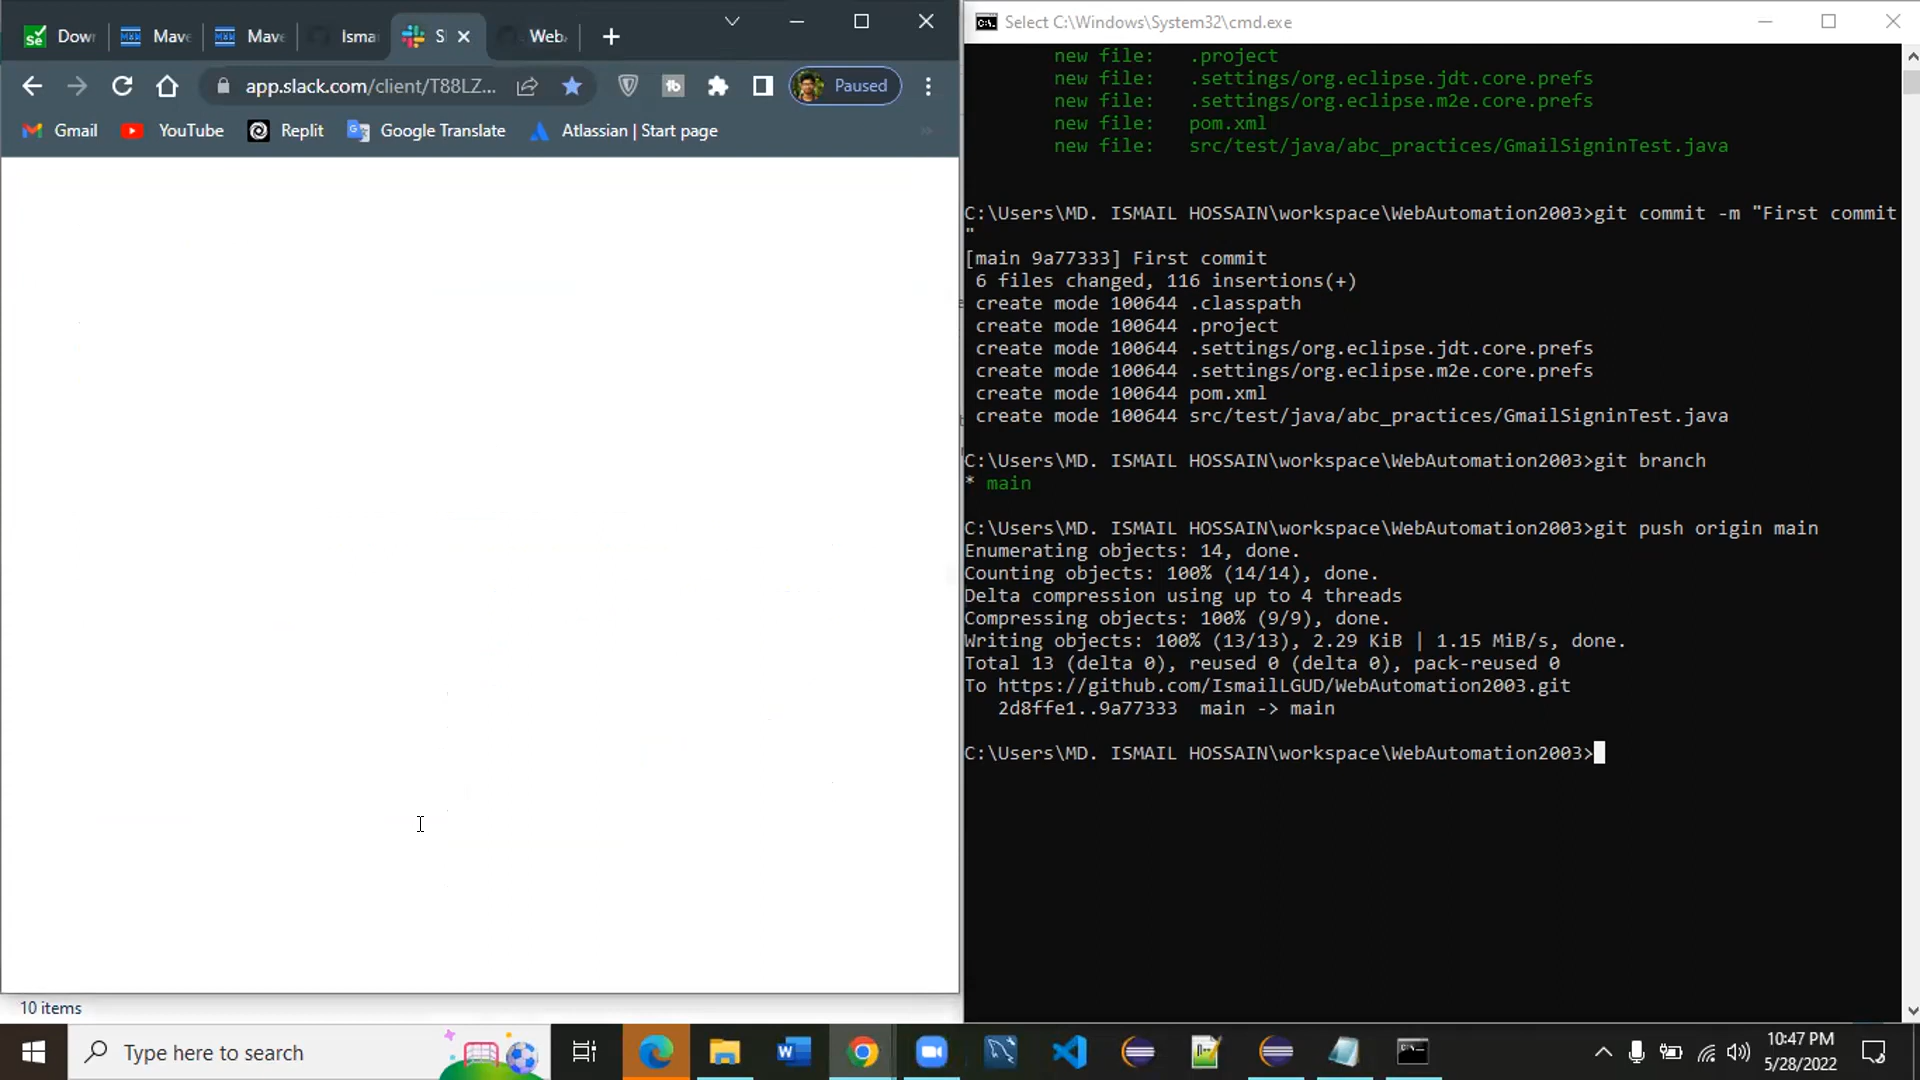 Dow
Mave
Mave
Isma
S
Web
app.slack.com/client/T88LZ...
Paused
Gmail
YouTube
Replit
Google Translate
Atlassian | Start page
10 items
Select C:\Windows\System32\cmd.exe
new file:   .project
new file:   .settings/org.eclipse.jdt.core.prefs
new file:   .settings/org.eclipse.m2e.core.prefs
new file:   pom.xml
new file:   src/test/java/abc_practices/GmailSigninTest.java
C:\Users\MD. ISMAIL HOSSAIN\workspace\WebAutomation2003>git commit -m "First commit
"
[main 9a77333] First commit
6 files changed, 116 insertions(+)
create mode 100644 .classpath
create mode 100644 .project
create mode 100644 .settings/org.eclipse.jdt.core.prefs
create mode 100644 .settings/org.eclipse.m2e.core.prefs
create mode 100644 pom.xml
create mode 100644 src/test/java/abc_practices/GmailSigninTest.java
C:\Users\MD. ISMAIL HOSSAIN\workspace\WebAutomation2003>git branch
* main
C:\Users\MD. ISMAIL HOSSAIN\workspace\WebAutomation2003>git push origin main
Enumerating objects: 14, done.
Counting objects: 100% (14/14), done.
Delta compression using up to 4 threads
Compressing objects: 100% (9/9), done.
Writing objects: 100% (13/13), 2.29 KiB | 1.15 MiB/s, done.
Total 13 (delta 0), reused 0 (delta 0), pack-reused 0
To https://github.com/IsmailLGUD/WebAutomation2003.git
2d8ffe1..9a77333  main -> main
C:\Users\MD. ISMAIL HOSSAIN\workspace\WebAutomation2003>
Type here to search
10:47 PM
5/28/2022